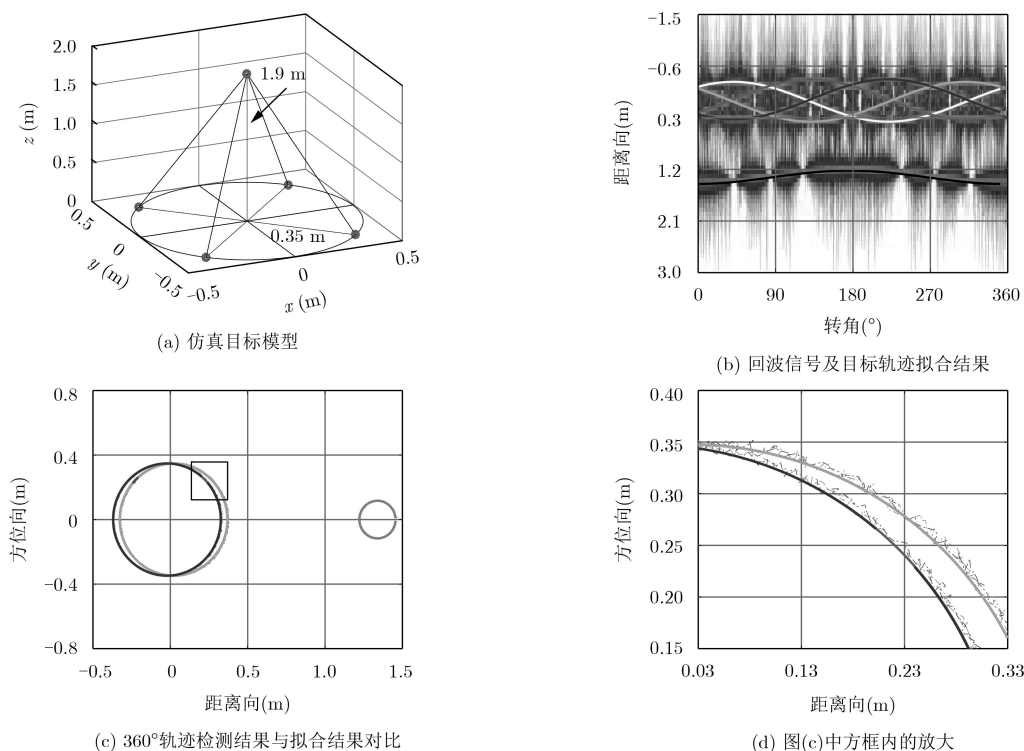 2.0
1.5
1.0
0.5
0
z (m)
1.9 m
0.35 m
0.5
0
−0.5
y (m)
−0.5
0
0.5
x (m)
(a) 仿真目标模型
−1.5
−0.6
0.3
1.2
2.1
3.0
距离向(m)
0 90 180 270 360
转角(°)
(b) 回波信号及目标轨迹拟合结果
0.8
0.4
0
−0.4
−0.8
方位向(m)
−0.5 0 0.5 1.0 1.5
距离向(m)
(c) 360°轨迹检测结果与拟合结果对比
0.40
0.35
0.30
0.25
0.20
0.15
方位向(m)
0.03 0.13 0.23 0.33
距离向(m)
(d) 图(c)中方框内的放大